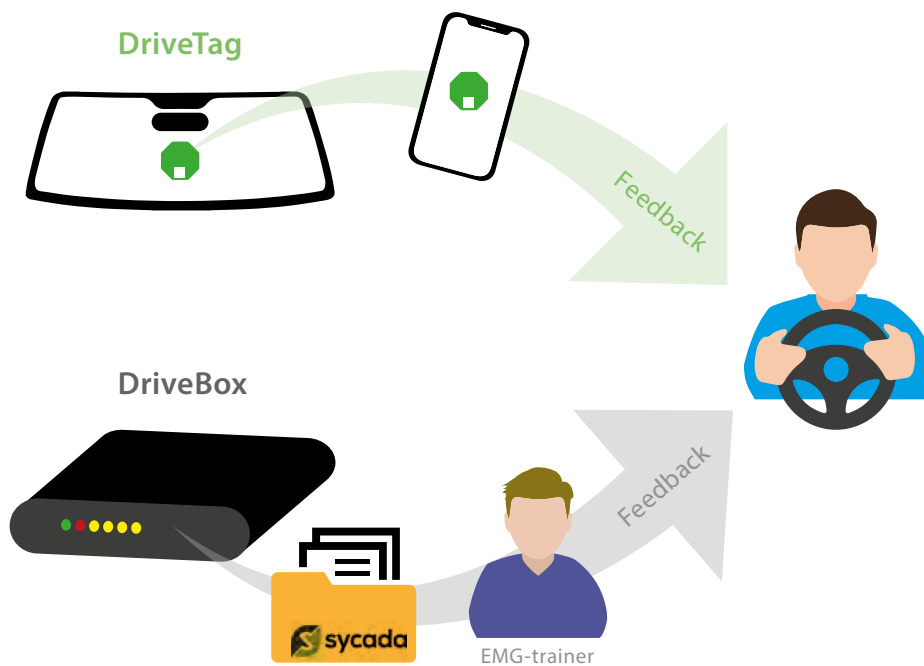 DriveTag
Feedback
DriveBox
Feedback
sycada
EMG-trainer